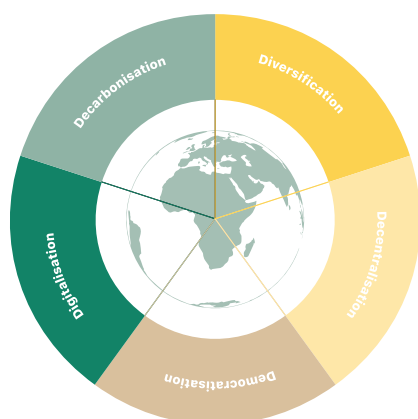 Decarbonisation
Diversification
Decentralisation
Democratisation
Digitalisation